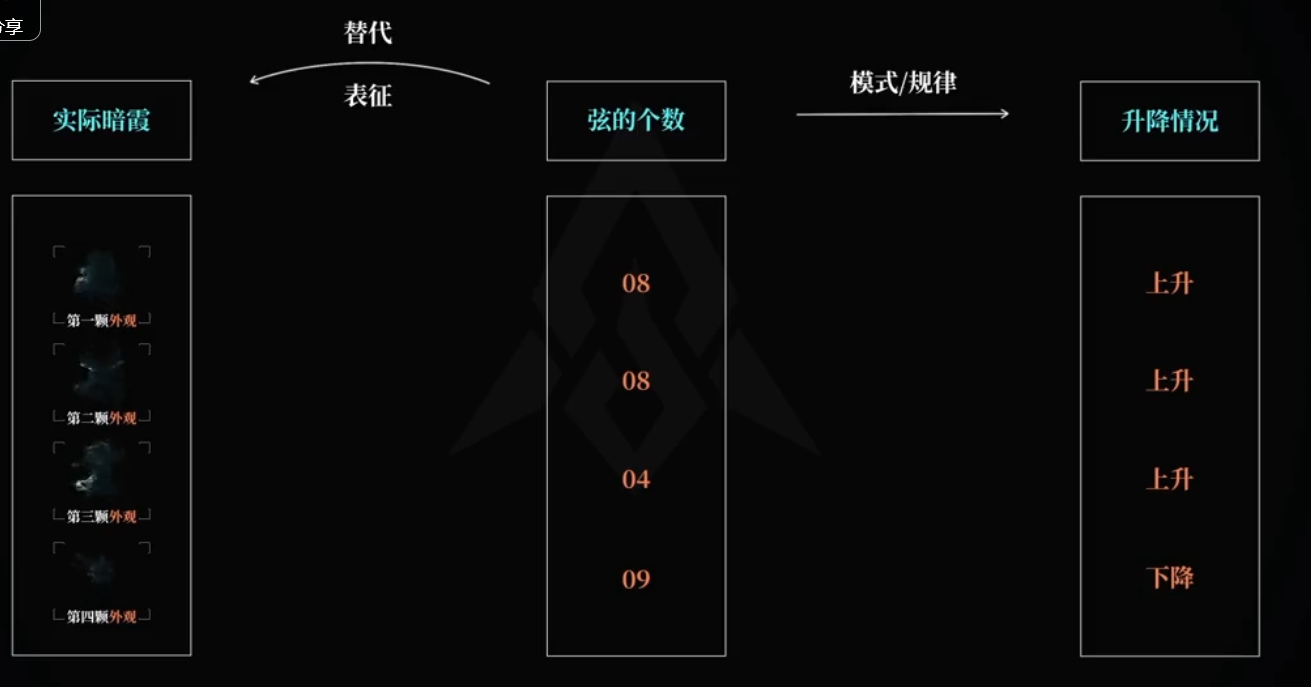 享
替代
表征
模式/规律
实际暗霞
弦的个数
升降情况
第一颗外观
08
上升
第二颗外观
08
上升
第三颗外观
04
上升
第四颗外观
09
下降